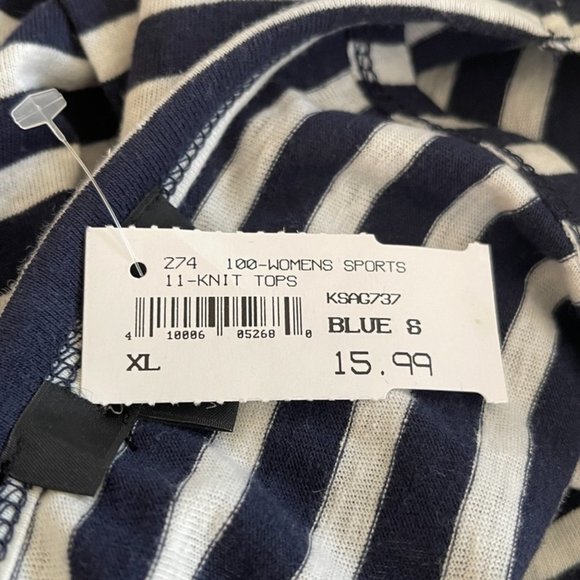 274 100-WOMENS SPORTS
11-KNIT TOPS
KSAG737
4 10006 05268 0
BLUE S
XL
15.99